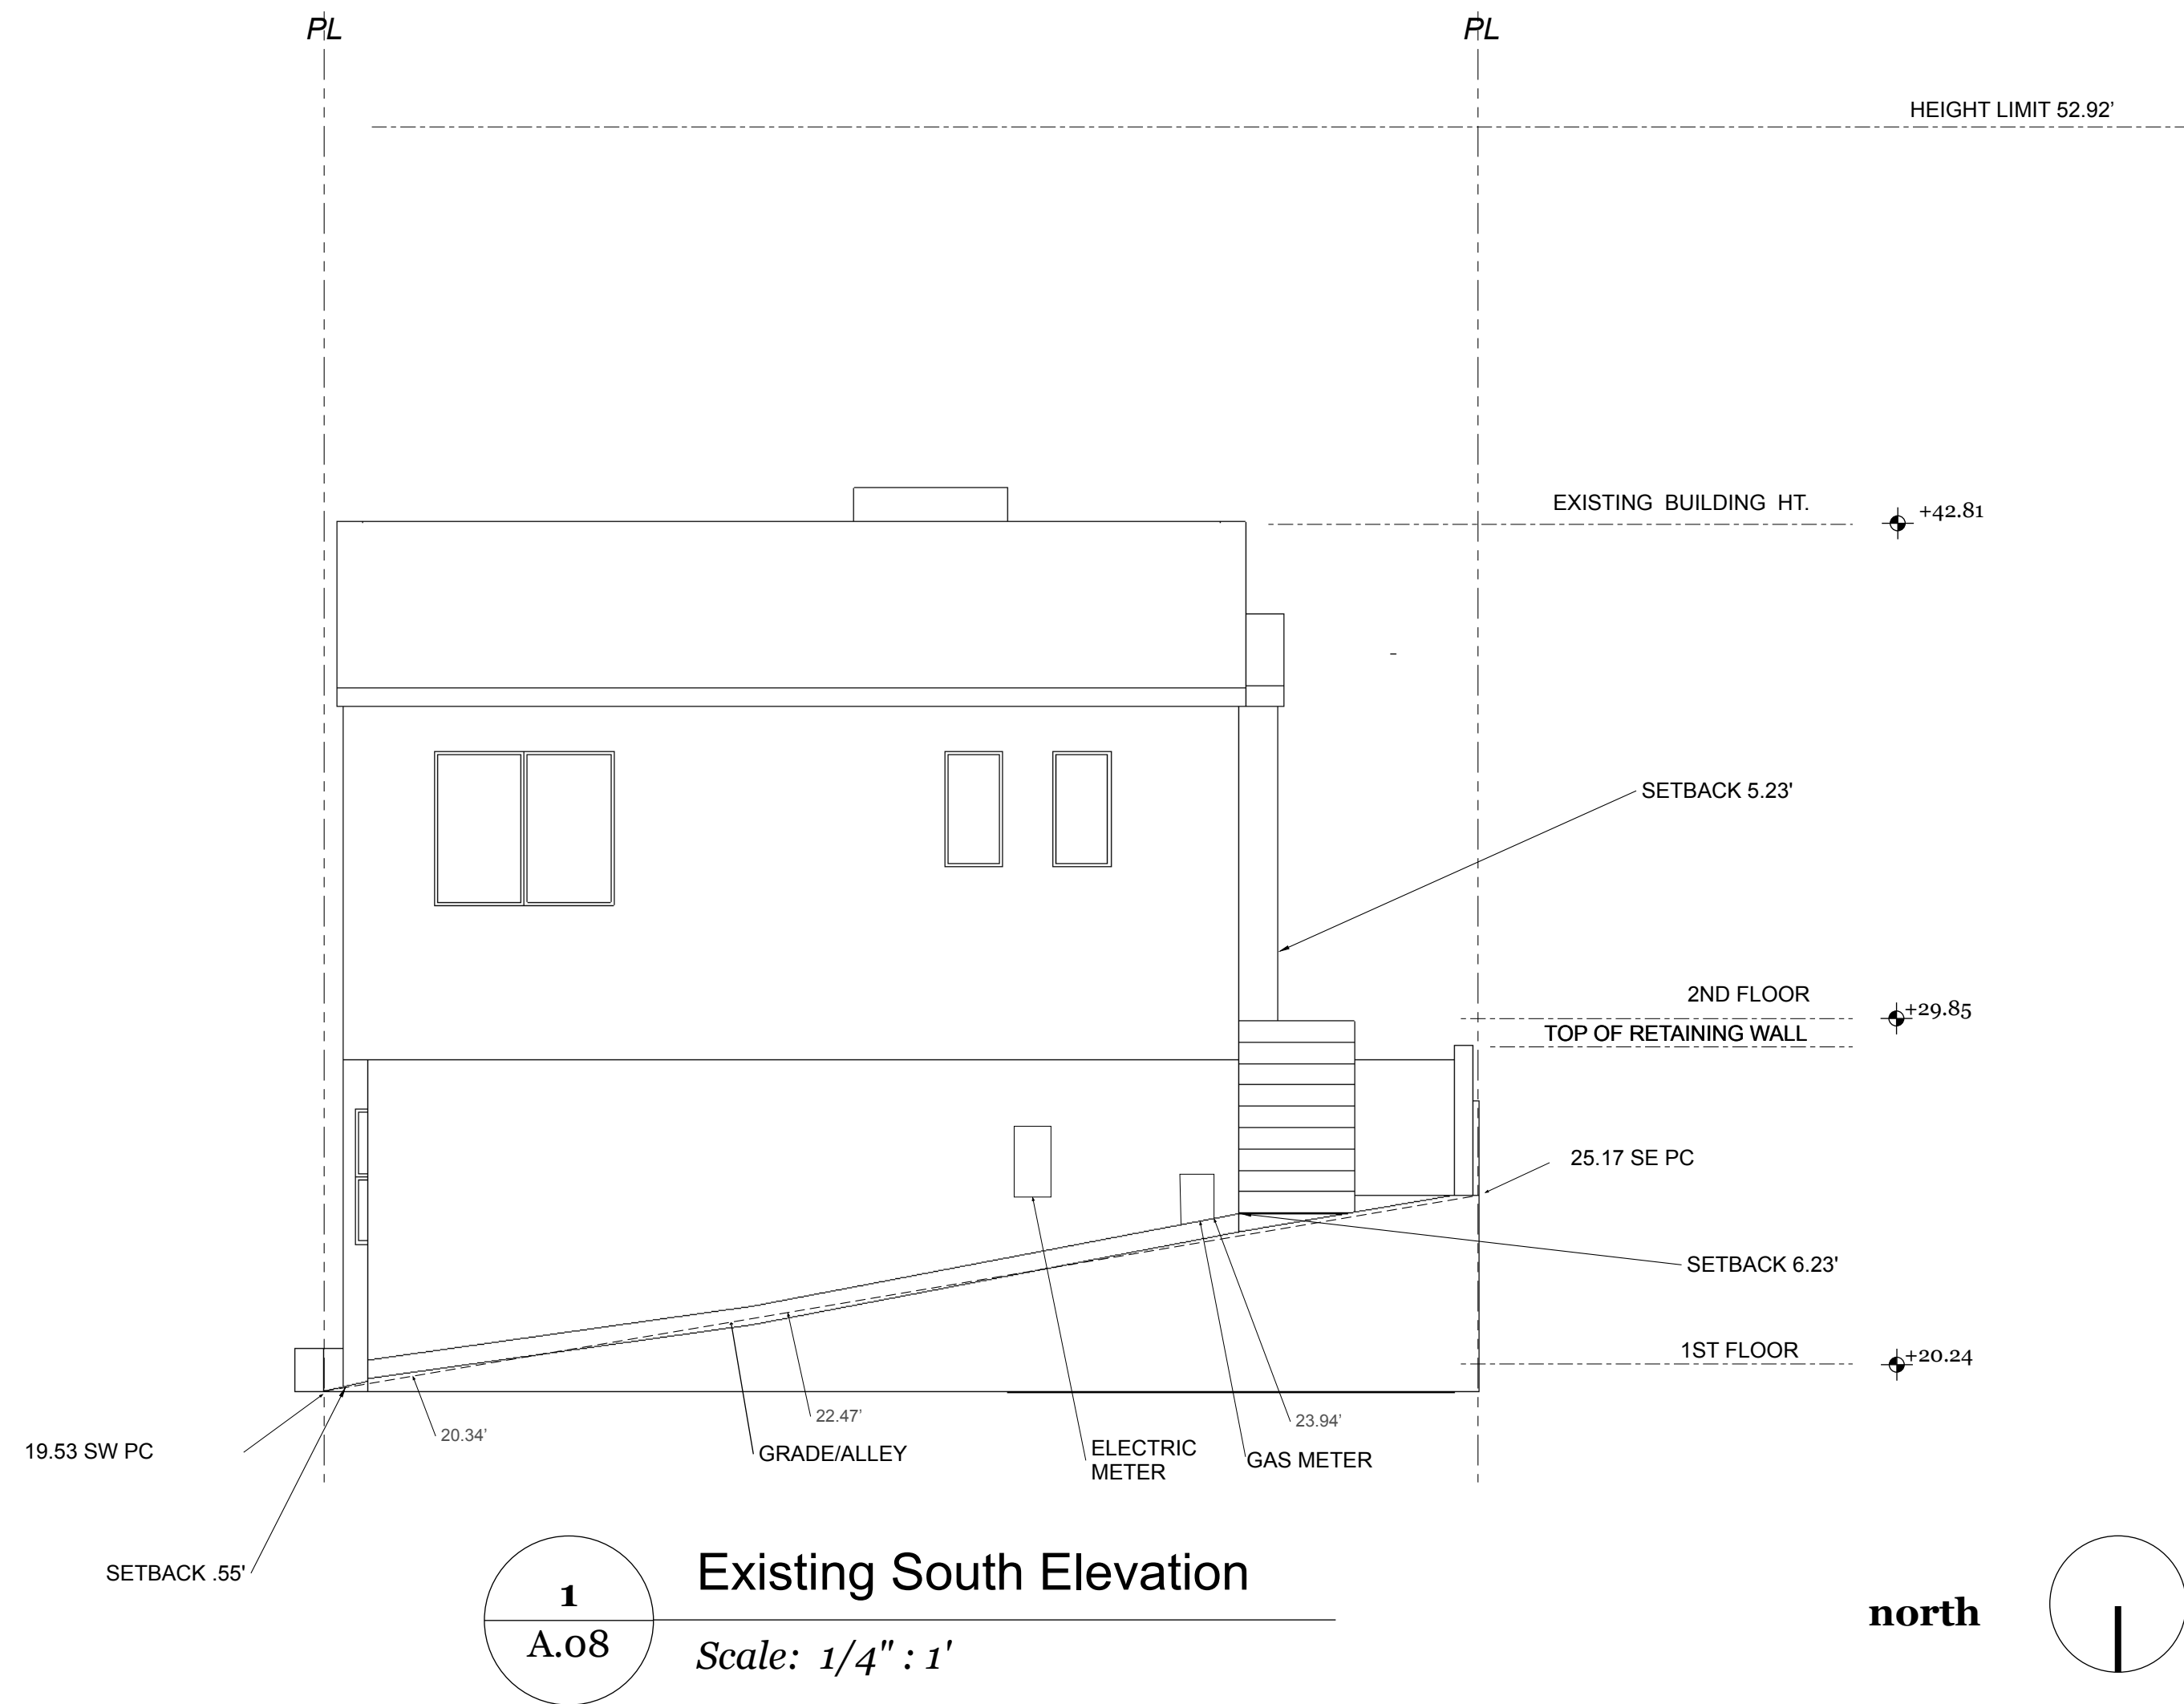 PL
PL
HEIGHT LIMIT 52.92’
EXISTING BUILDING HT.
+42.81
SETBACK 5.23'
2ND FLOOR
+29.85
TOP OF RETAINING WALL
25.17 SE PC
SETBACK 6.23'
1ST FLOOR
+20.24
22.47’
23.94’
20.34’
19.53 SW PC
GRADE/ALLEY
ELECTRIC
METER
GAS METER
SETBACK .55'
1
A.08
Existing South Elevation
Scale: 1/4" : 1'
north